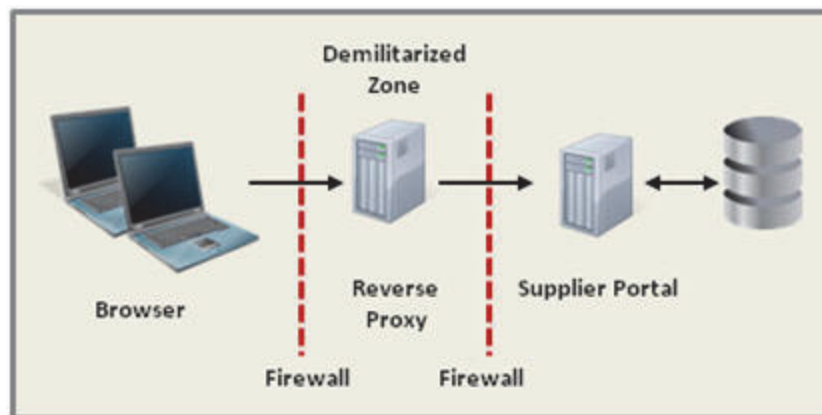 Demilitarized
Zone
Browser
Reverse
Proxy
Supplier Portal
Firewall
Firewall